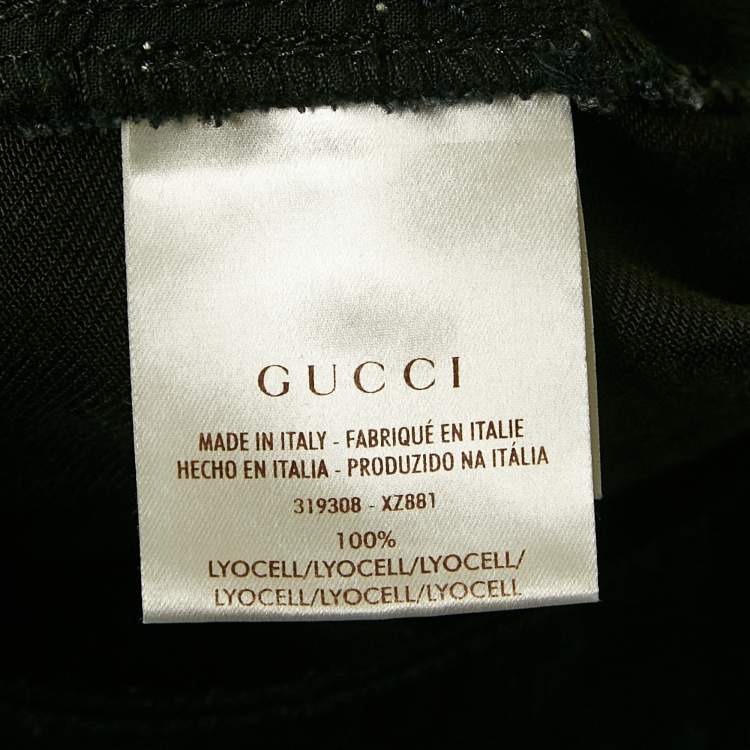 GUCCI
MADE IN ITALY - FABRIQUÉ EN ITALIE
HECHO EN ITALIA - PRODUZIDO NA ITÁLIA
319308 - XZ881
100%
LYOCELL/LYOCELL/LYOCELL/
LYOCELL/LYOCELL/LYOCELL